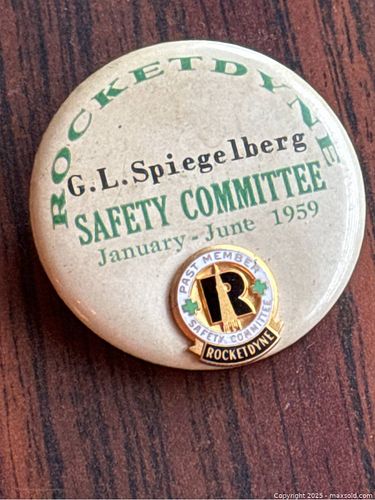 ROCKETDYNE
G.L.Spiegelberg
SAFETY COMMITTEE
January - June 1959
PAST MEMBER
R
SAFETY COMMITTEE
ROCKETDYNE
Copyright 2025 - maxsold.com